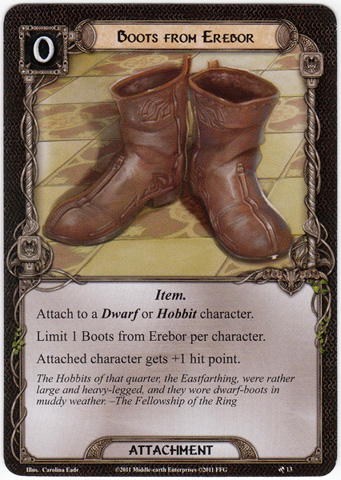 0
BOOTS FROM EREBOR
Item.
Attach to a Dwarf or Hobbit character.
Limit 1 Boots from Erebor per character.
Attached character gets +1 hit point.
The Hobbits of that quarter, the Eastfarthing, were rather
large and heavy-legged, and they wore dwarf-boots in
muddy weather. –The Fellowship of the Ring
ATTACHMENT
Illus. Carolina Eade ©2011 Middle-earth Enterprises ©2011 FFG 13